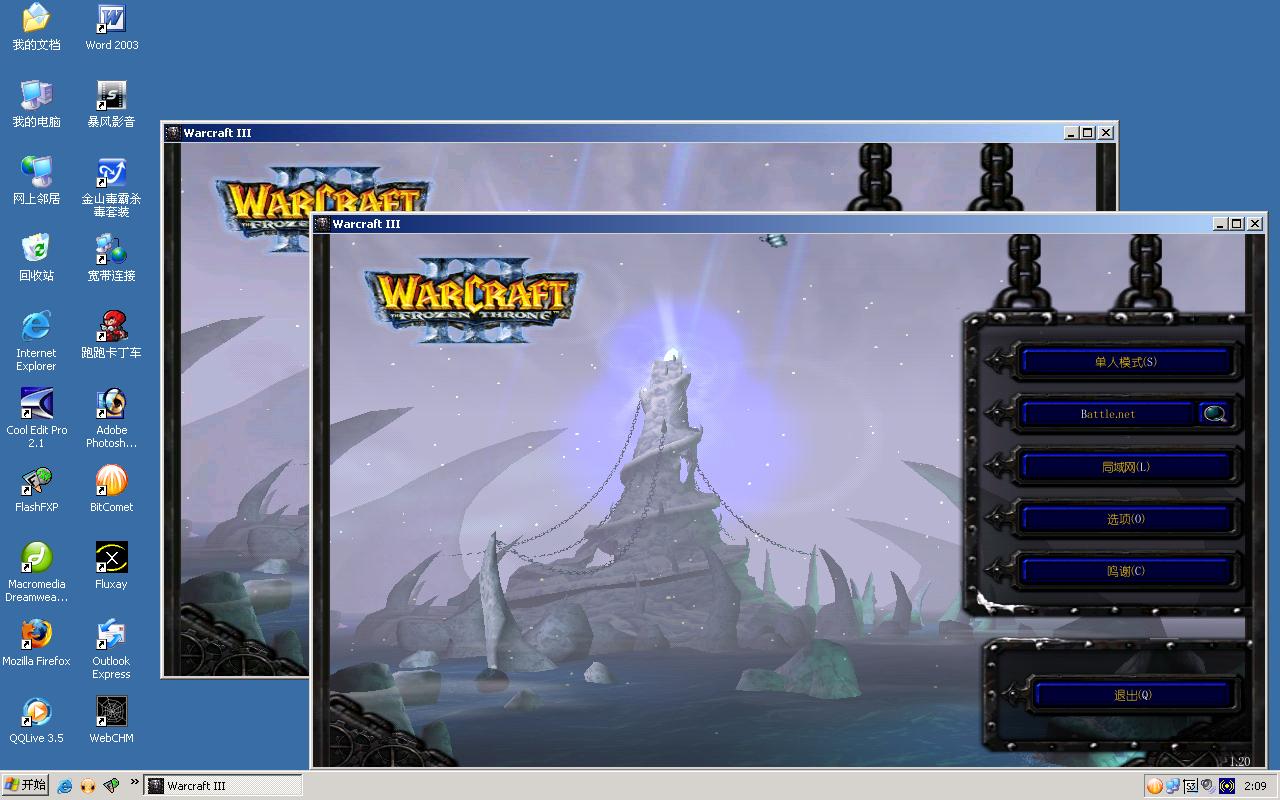 我的文档
Word 2003
我的电脑
暴风影音
网上邻居
金山毒霸杀
毒套装
回收站
宽带连接
Internet
Explorer
跑跑卡丁车
Cool Edit Pro
2.1
Adobe
Photosh...
FlashFXP
BitComet
Macromedia
Dreamwea...
Fluxay
Mozilla Firefox
Outlook
Express
QQLive 3.5
WebCHM
Warcraft III
WARCRAFT
III
Warcraft III
WARCRAFT
THE FROZEN THRONE
III
单人模式(S)
Battle.net
局域网(L)
选项(O)
鸣谢(C)
退出(Q)
1.20
开始
Warcraft III
2:09